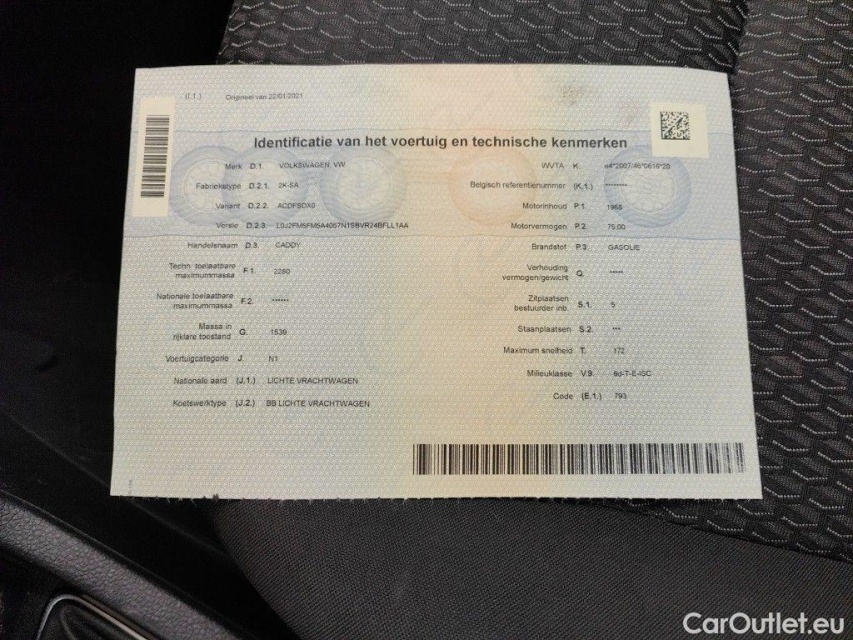 (I.1.) Origineel van 22/01/2021
Identificatie van het voertuig en technische kenmerken
Merk D.1. VOLKSWAGEN, VW
Fabriekstype D.2.1. 2K-SA
Variant D.2.2. ACDFSDX0
Versie D.2.3.
Handelsnaam D.3. CADDY
Techn. toelaatbare
maximummassa F.1. 2280
Nationale toelaatbare
maximummassa F.2. ******
Massa in
rijklare toestand G. 1539
Voertuigcategorie J. N1
Nationale aard (J.1.) LICHTE VRACHTWAGEN
Koetswerktype (J.2.) BB LICHTE VRACHTWAGEN
WVTA K. e4*2007/46*0616*20
Belgisch referentienummer (K.1.) *******
Motorinhoud P.1. 1968
Motorvermogen P.2. 75.00
Brandstof P.3. GASOLIE
Verhouding
vermogen/gewicht Q. *****
Zitplaatsen
bestuurder inb. S.1. 5
Staanplaatsen S.2. ***
Maximum snelheid T. 172
Milieuklasse V.9. 6d-T-E-ISC
Code (E.1.) 793
CarOutlet.eu